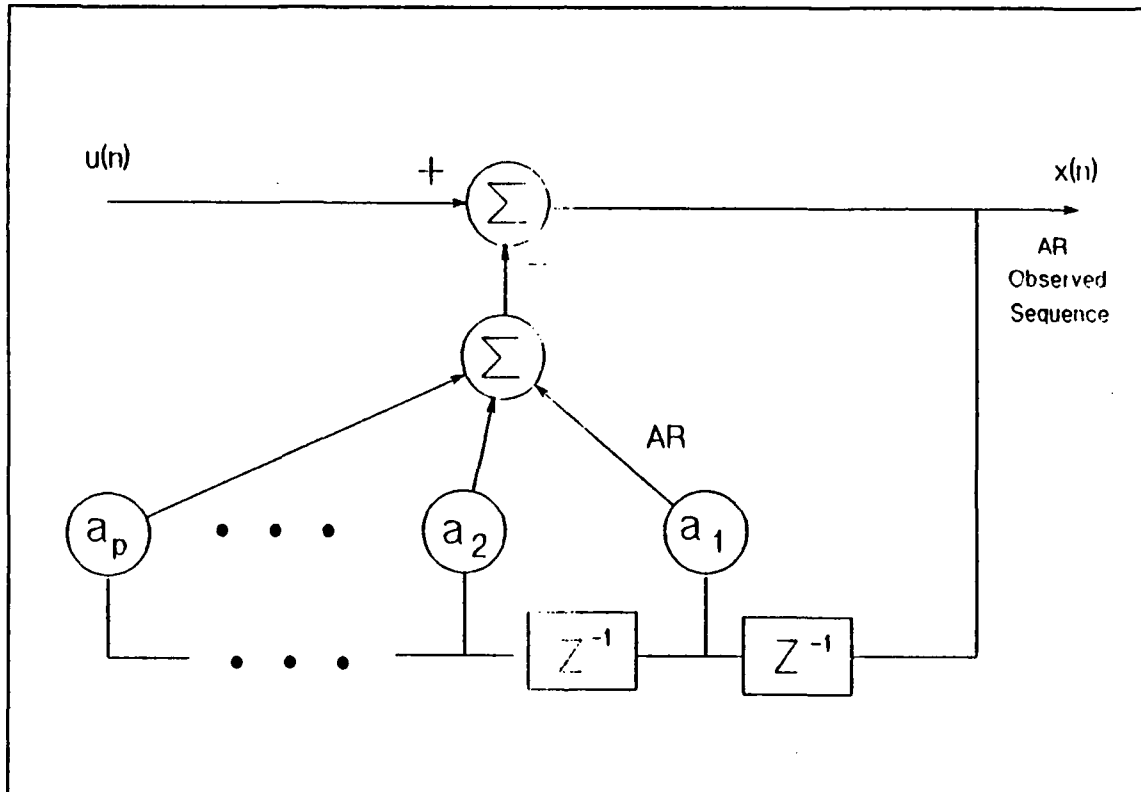 u(n)
+
Σ
x(n)
AR
Observed
Sequence
-
Σ
AR
a_p
• • •
a_2
a_1
• • •
Z^-1
Z^-1